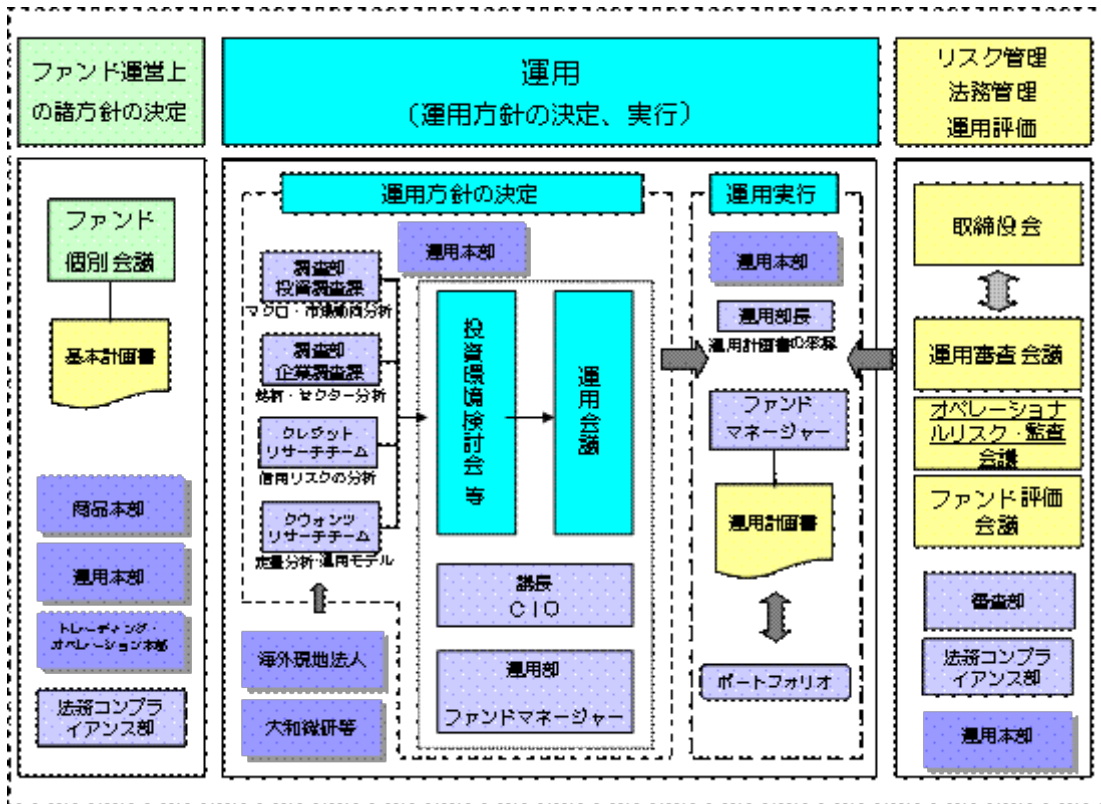 ファンド運営上
の諸方針の決定
運用
(運用方針の決定、実行)
リスク管理
法務管理
運用評価
ファンド
個別会議
基本計画書
商品本部
運用本部
トレーディング・
オペレーション本部
法務コンプラ
イアンス部
運用方針の決定
運用本部
調査部
投資調査課
マクロ・市場動向分析
調査部
企業調査課
銘柄・セクター分析
クレジット
リサーチチーム
信用リスクの分析
クウォンツ
リサーチチーム
定量分析・運用モデル
海外現地法人
大和総研等
投資環境検討会 等
運用会議
議長
CIO
運用部
ファンドマネージャー
運用実行
運用本部
運用部長
運用計画書の承認
ファンド
マネージャー
運用計画書
ポートフォリオ
取締役会
運用審査会議
オペレーショナ
ルリスク・監査
会議
ファンド評価
会議
審査部
法務コンプラ
イアンス部
運用本部